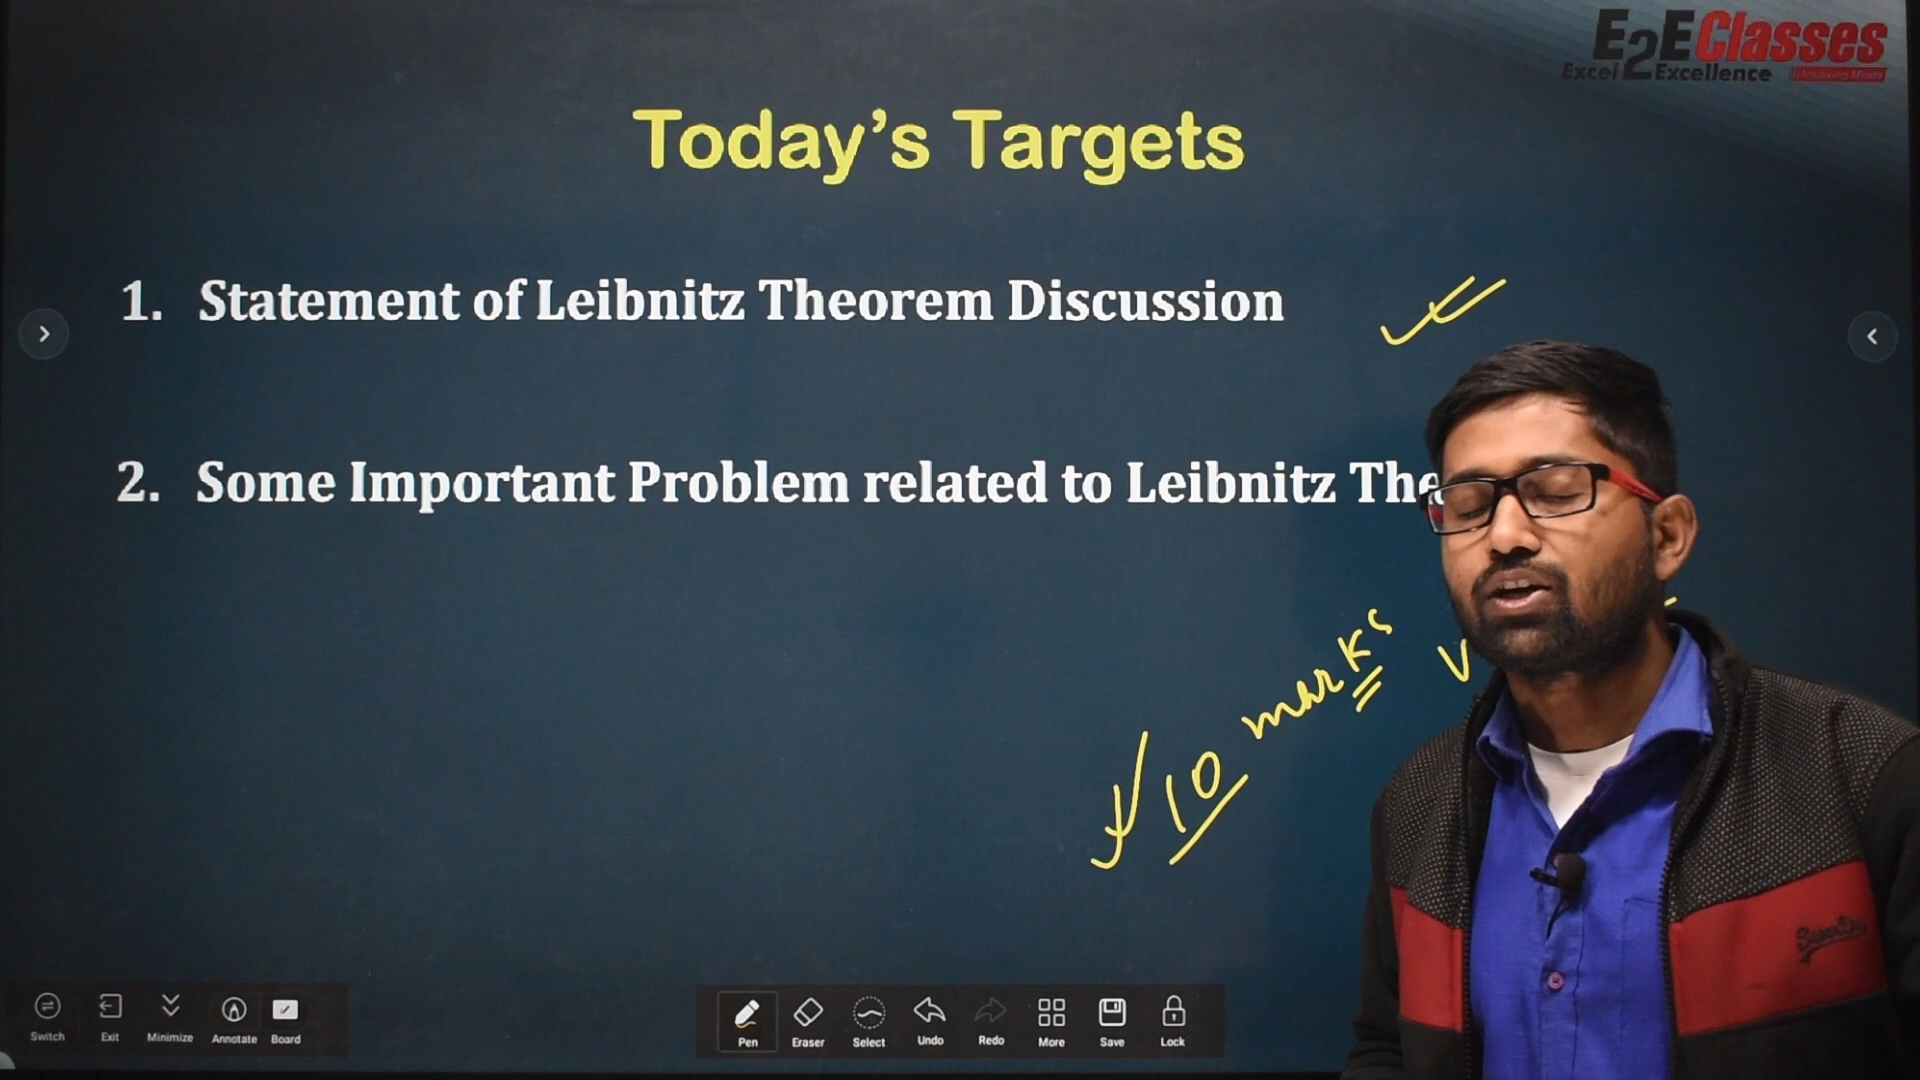 E2EClasses
Excel Excellence
Today's Targets
1. Statement of Leibnitz Theorem Discussion
2. Some Important Problem related to Leibnitz The
10 marks
V
Switch Exit Minimize Annotate Board
Pen Eraser Select Undo Redo More Save Lock